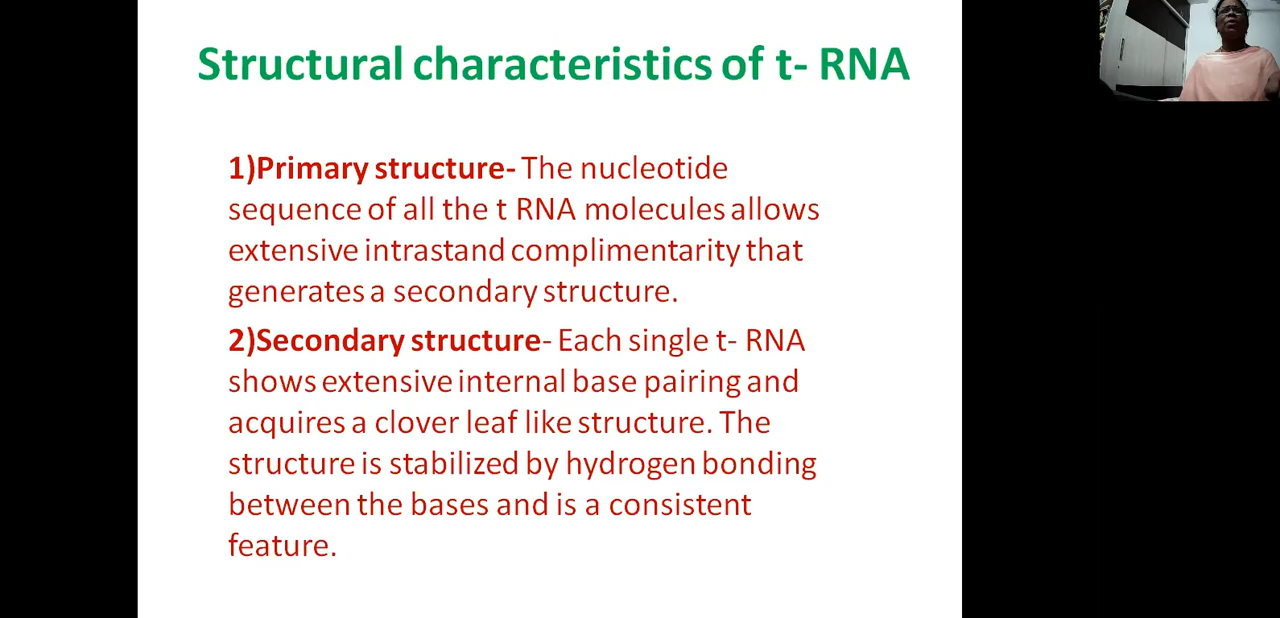 Structural characteristics of t- RNA
1)Primary structure- The nucleotide
sequence of all the t RNA molecules allows
extensive intrastand complimentarity that
generates a secondary structure.
2)Secondary structure- Each single t- RNA
shows extensive internal base pairing and
acquires a clover leaf like structure. The
structure is stabilized by hydrogen bonding
between the bases and is a consistent
feature.